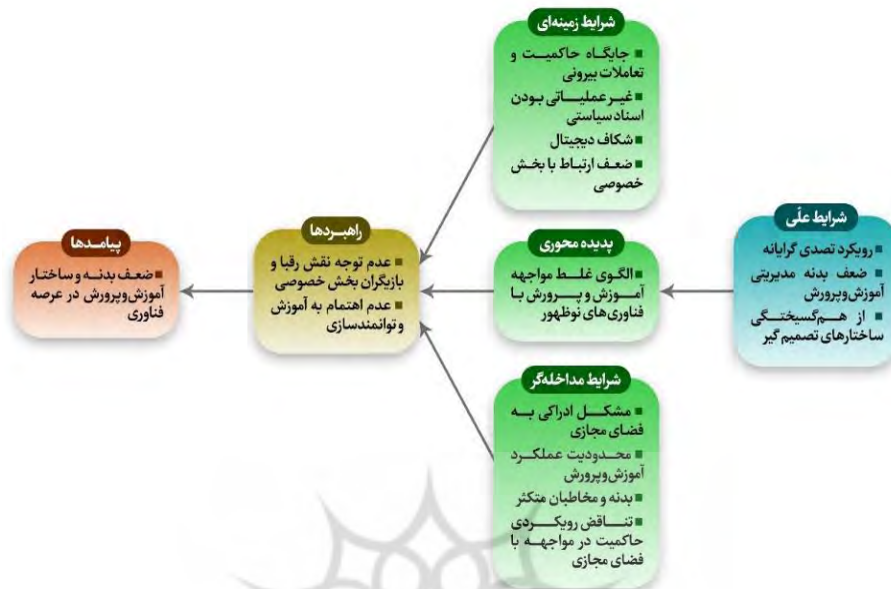 شرایط زمینه‌ای
■ جایگاه حاکمیت و
تعاملات بیرونی
■ غیر عملیاتی بودن
اسناد سیاستی
■ شکاف دیجیتال
■ ضعف ارتباط با بخش
خصوصی
شرایط علّی
■ رویکرد تصدی گرایانه
■ ضعف بدنه مدیریتی
آموزش‌وپرورش
■ از هم‌گسیختگی
ساختارهای تصمیم گیر
پدیده محوری
■ الگوی غلط مواجهه
آموزش و پرورش با
فناوری‌های نوظهور
راهبردها
■ عدم توجه نقش رقبا و
بازیگران بخش خصوصی
■ عدم اهتمام به آموزش
و توانمندسازی
پیامدها
■ ضعف بدنه و ساختار
آموزش‌وپرورش در عرصه
فناوری
شرایط مداخله‌گر
■ مشکل ادراکی به
فضای مجازی
■ محدودیت عملکرد
آموزش‌وپرورش
■ بدنه و مخاطبان متکثر
■ تناقض رویکردی
حاکمیت در مواجهه با
فضای مجازی